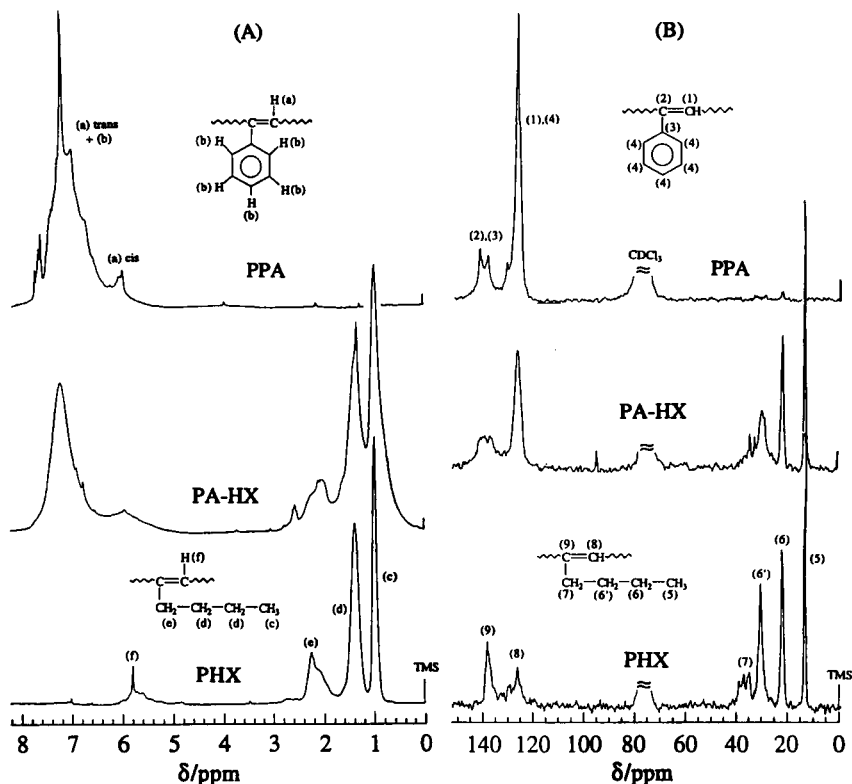 (A)
H (a)
C=C
(a) trans
+ (b)
(b) H
H (b)
(b) H
H(b)
H
(b)
(a) cis
PPA
PA-HX
H(f)
C=C
CH₂-CH₂-CH₂-CH₃
(e) (d) (d) (c)
(f)
(e)
(d)
(c)
PHX
TMS
8 7 6 5 4 3 2 1 0
δ/ppm
(B)
(1),(4)
(2) (1)
C=CH
(3)
(4) (4)
(4) (4)
(4)
(2),(3)
CDCl₃
≈
PPA
PA-HX
≈
(9) (8)
C=CH
CH₂-CH₂-CH₂-CH₃
(7) (6') (6) (5)
(9)
(8)
(7)
(6')
(6)
(5)
PHX
≈
TMS
140 120 100 80 60 40 20 0
δ/ppm